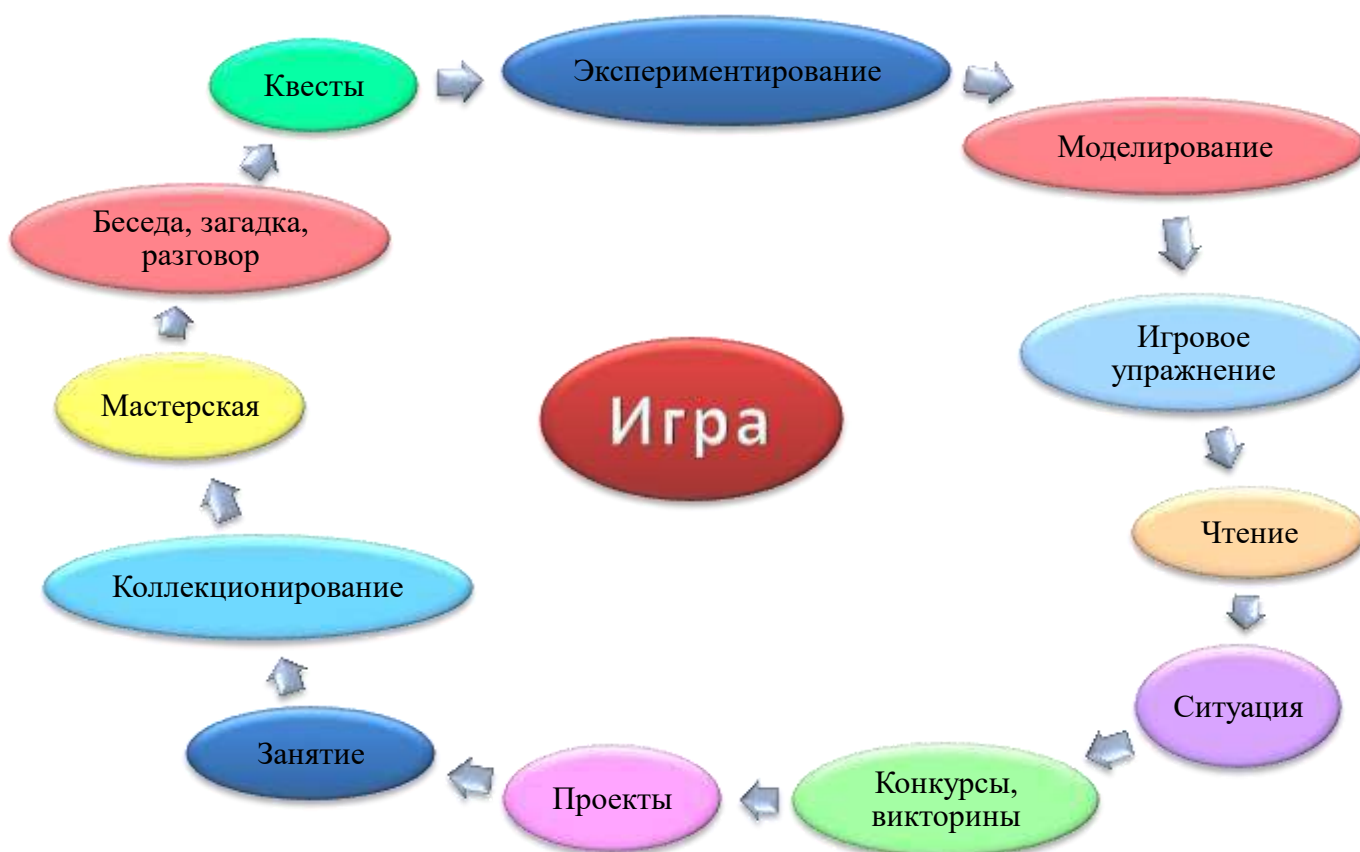 Квесты
Экспериментирование
Моделирование
Беседа, загадка,
разговор
Игровое
упражнение
Мастерская
Игра
Чтение
Коллекционирование
Ситуация
Занятие
Проекты
Конкурсы,
викторины